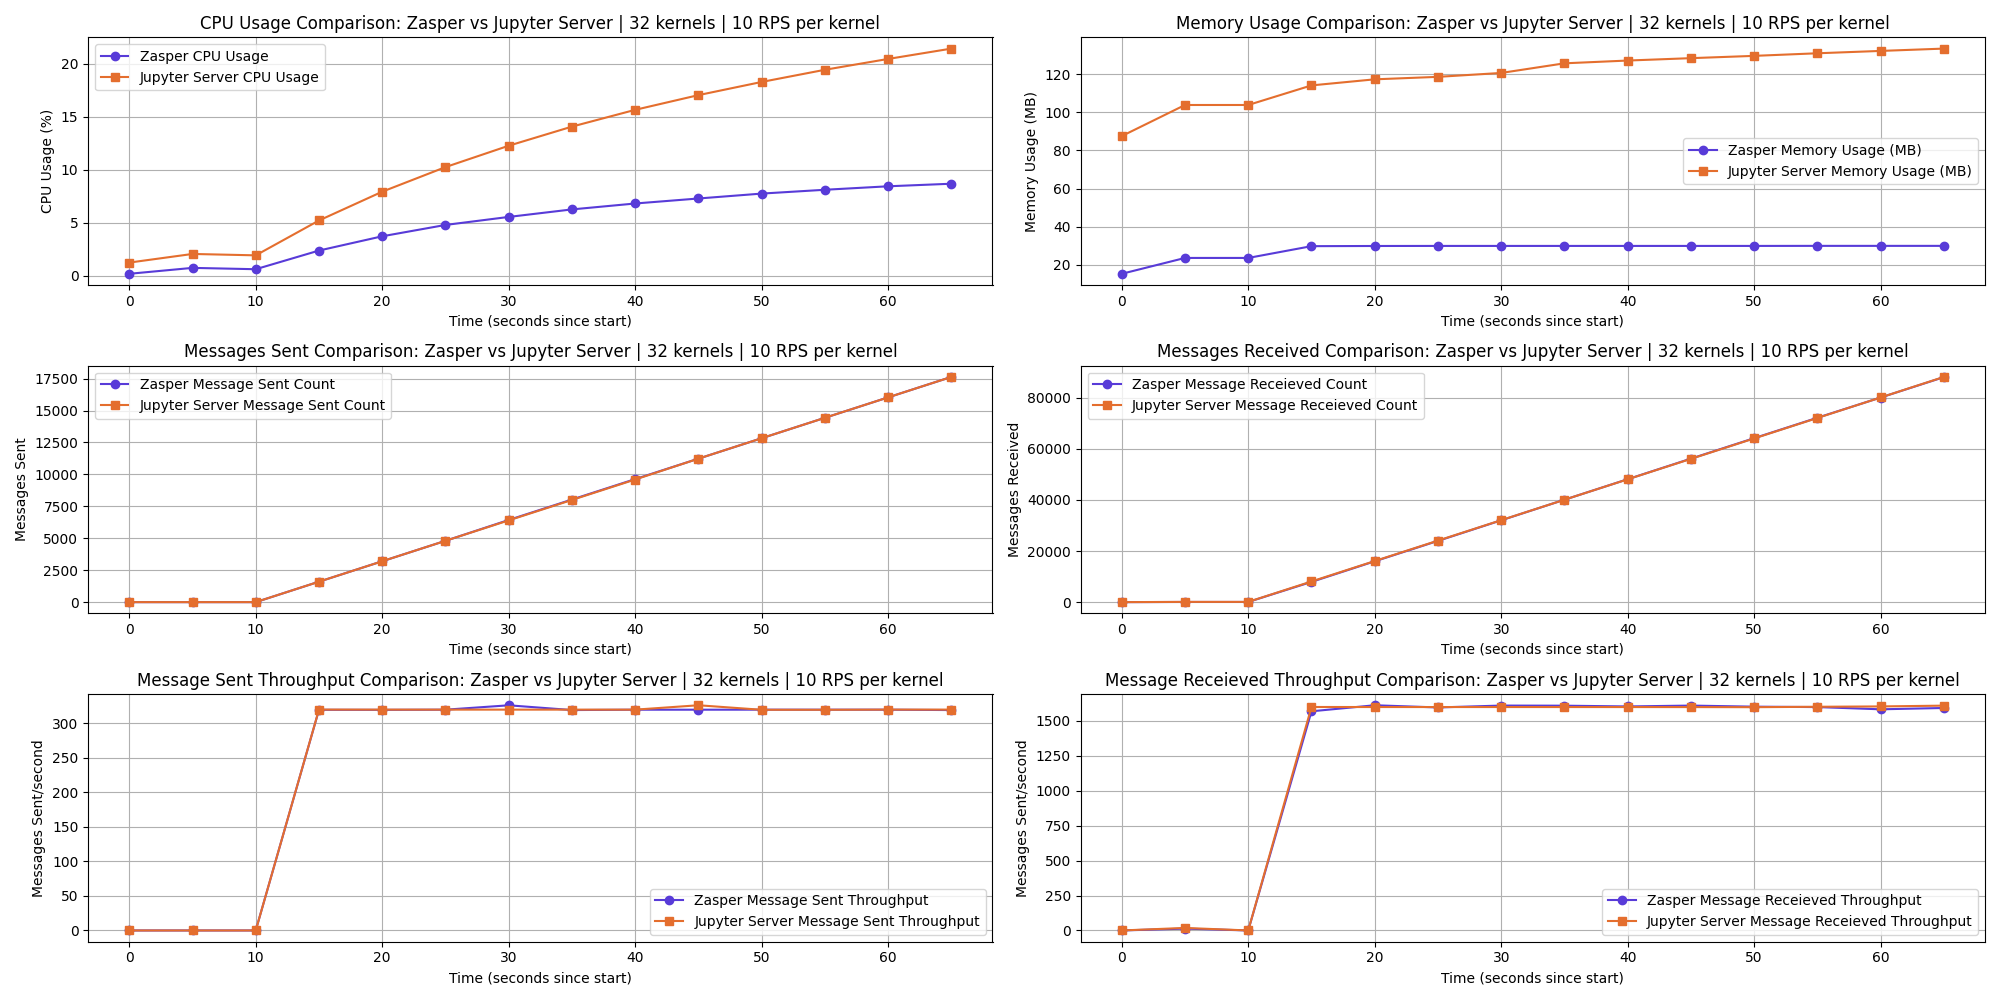 CPU Usage Comparison: Zasper vs Jupyter Server | 32 kernels | 10 RPS per kernel
Zasper CPU Usage
Jupyter Server CPU Usage
CPU Usage (%)
20
15
10
5
0
0 10 20 30 40 50 60
Time (seconds since start)
Memory Usage Comparison: Zasper vs Jupyter Server | 32 kernels | 10 RPS per kernel
Zasper Memory Usage (MB)
Jupyter Server Memory Usage (MB)
Memory Usage (MB)
120
100
80
60
40
20
0 10 20 30 40 50 60
Time (seconds since start)
Messages Sent Comparison: Zasper vs Jupyter Server | 32 kernels | 10 RPS per kernel
Zasper Message Sent Count
Jupyter Server Message Sent Count
Messages Sent
17500
15000
12500
10000
7500
5000
2500
0
0 10 20 30 40 50 60
Time (seconds since start)
Messages Received Comparison: Zasper vs Jupyter Server | 32 kernels | 10 RPS per kernel
Zasper Message Receieved Count
Jupyter Server Message Receieved Count
Messages Received
80000
60000
40000
20000
0
0 10 20 30 40 50 60
Time (seconds since start)
Message Sent Throughput Comparison: Zasper vs Jupyter Server | 32 kernels | 10 RPS per kernel
Zasper Message Sent Throughput
Jupyter Server Message Sent Throughput
Messages Sent/second
300
250
200
150
100
50
0
0 10 20 30 40 50 60
Time (seconds since start)
Message Receieved Throughput Comparison: Zasper vs Jupyter Server | 32 kernels | 10 RPS per kernel
Zasper Message Receieved Throughput
Jupyter Server Message Receieved Throughput
Messages Sent/second
1500
1250
1000
750
500
250
0
0 10 20 30 40 50 60
Time (seconds since start)